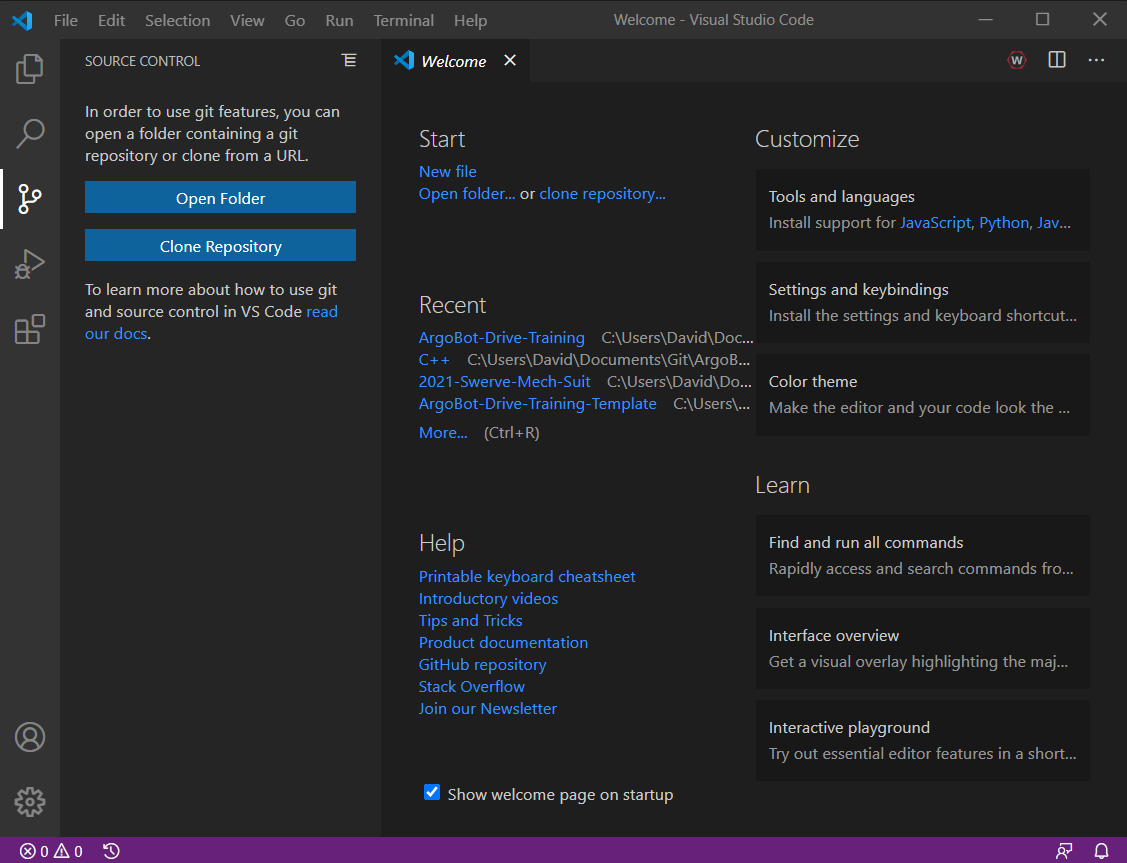 File Edit Selection View Go Run Terminal Help Welcome - Visual Studio Code
SOURCE CONTROL
In order to use git features, you can
open a folder containing a git
repository or clone from a URL.
Open Folder
Clone Repository
To learn more about how to use git
and source control in VS Code read
our docs.
Welcome
W
Start
New file
Open folder... or clone repository...
Recent
ArgoBot-Drive-Training C:\Users\David\Doc...
C++ C:\Users\David\Documents\Git\ArgoB...
2021-Swerve-Mech-Suit C:\Users\David\Do...
ArgoBot-Drive-Training-Template C:\Users\...
More... (Ctrl+R)
Help
Printable keyboard cheatsheet
Introductory videos
Tips and Tricks
Product documentation
GitHub repository
Stack Overflow
Join our Newsletter
Show welcome page on startup
Customize
Tools and languages
Install support for JavaScript, Python, Jav...
Settings and keybindings
Install the settings and keyboard shortcut...
Color theme
Make the editor and your code look the ...
Learn
Find and run all commands
Rapidly access and search commands fro...
Interface overview
Get a visual overlay highlighting the maj...
Interactive playground
Try out essential editor features in a short...
0 0